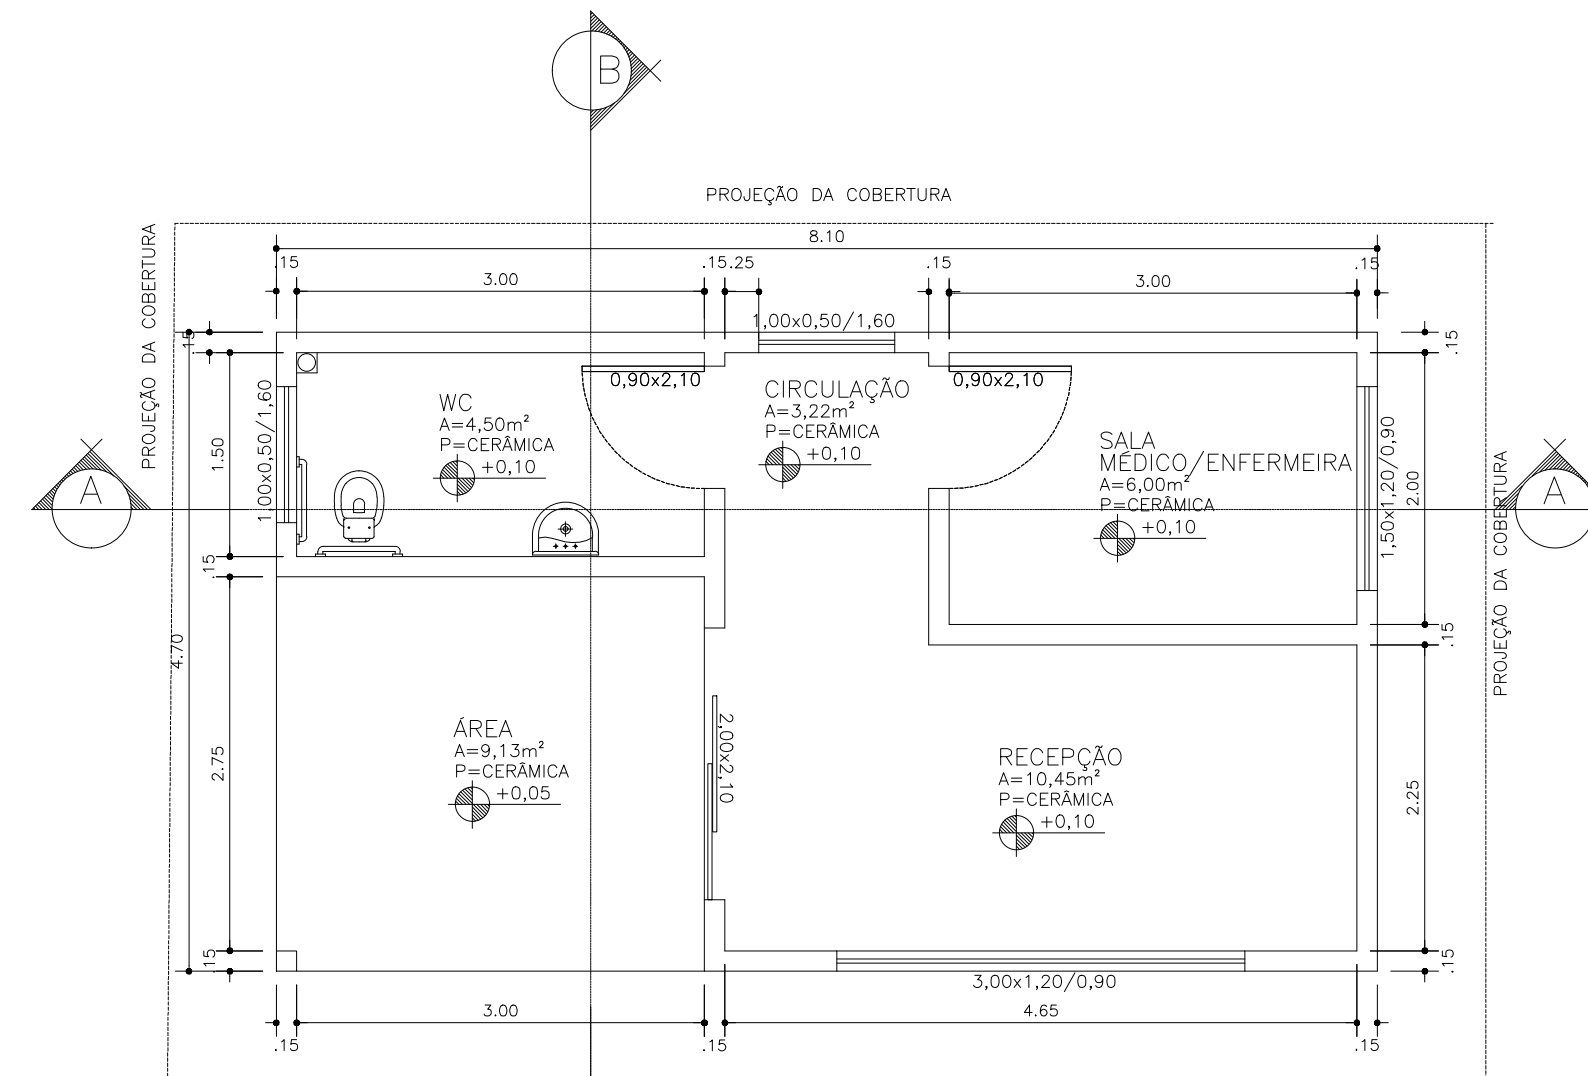 B
PROJEÇÃO DA COBERTURA
PROJEÇÃO DA COBERTURA
8.10
.15
3.00
.15
.25
.15
3.00
.15
1,00x0,50/1,60
.15
.15
0,90x2,10
0,90x2,10
WC
A=4,50m²
P=CERÂMICA
+0,10
CIRCULAÇÃO
A=3,22m²
P=CERÂMICA
+0,10
SALA
MÉDICO/ENFERMEIRA
A=6,00m²
P=CERÂMICA
+0,10
1,00x0,50/1,60
1.50
1,50x1,20/0,90
2.00
A
A
PROJEÇÃO DA COBERTURA
.15
.15
4.70
2.75
ÁREA
A=9,13m²
P=CERÂMICA
+0,05
2,00x2,10
RECEPÇÃO
A=10,45m²
P=CERÂMICA
+0,10
2.25
.15
.15
3,00x1,20/0,90
3.00
4.65
.15
.15
.15